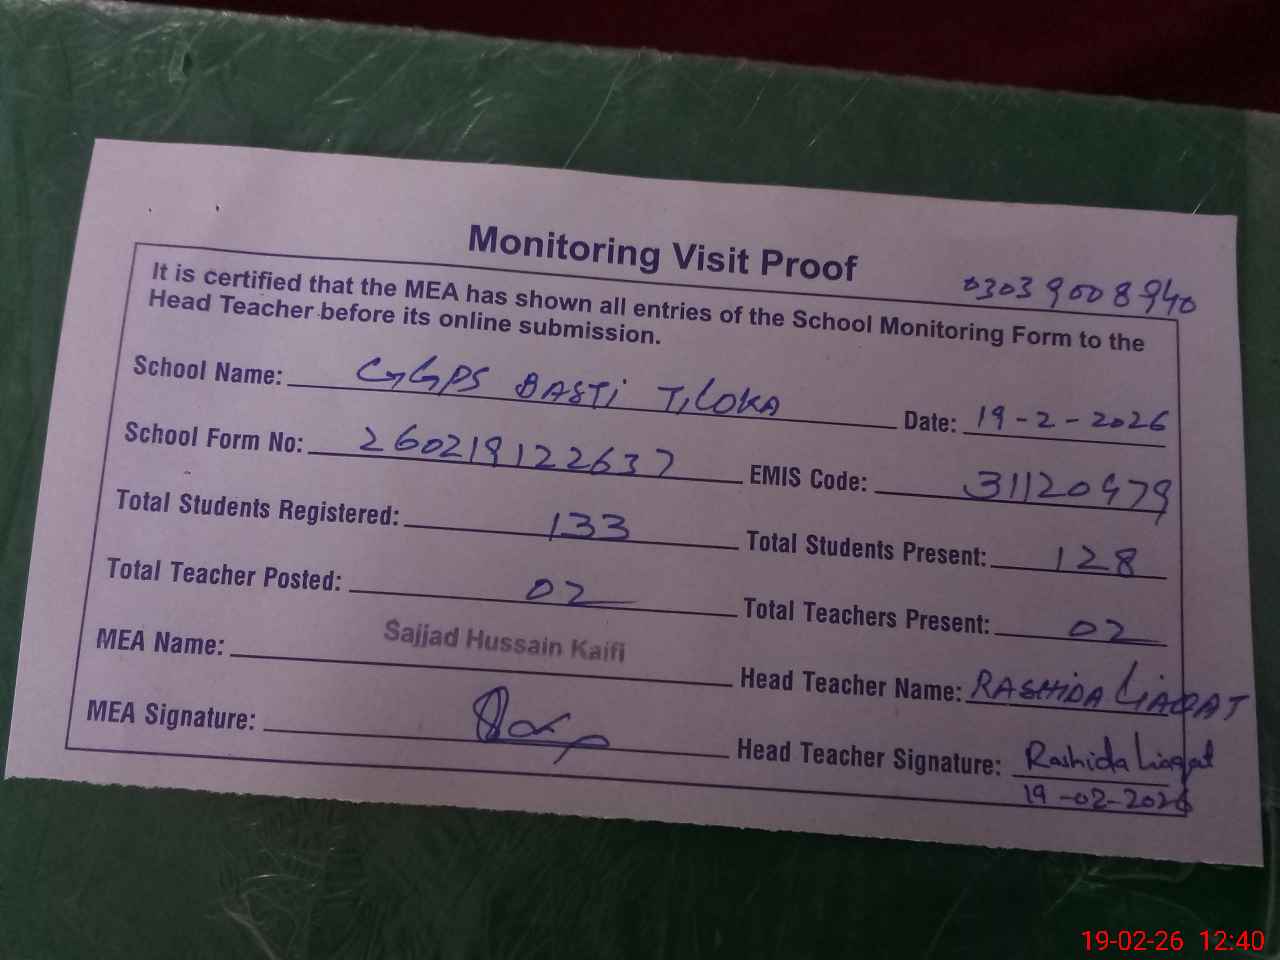 Monitoring Visit Proof
03039008940
It is certified that the MEA has shown all entries of the School Monitoring Form to the
Head Teacher before its online submission.
School Name: GGPS BASTI TILOKA Date: 19-2-2026
School Form No: 260219122637 EMIS Code: 31120479
Total Students Registered: 133 Total Students Present: 128
Total Teacher Posted: 02 Total Teachers Present: 02
MEA Name: Sajjad Hussain Kaifi Head Teacher Name: RASHIDA LIAQAT
MEA Signature: Head Teacher Signature: Rashida Liaqat
19-02-2026
19-02-26 12:40